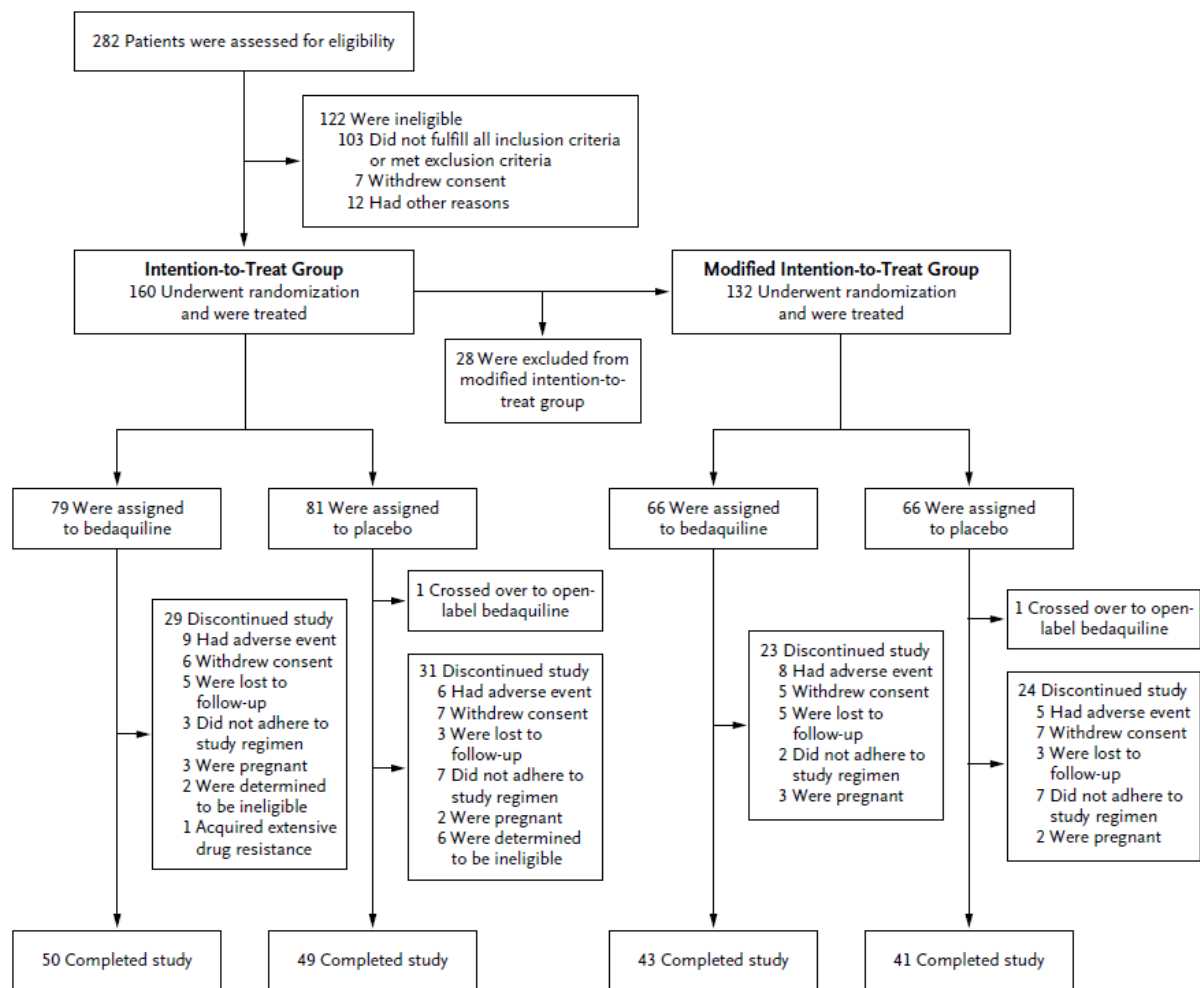 282 Patients were assessed for eligibility
122 Were ineligible
103 Did not fulfill all inclusion criteria
or met exclusion criteria
7 Withdrew consent
12 Had other reasons
Intention-to-Treat Group
160 Underwent randomization
and were treated
Modified Intention-to-Treat Group
132 Underwent randomization
and were treated
28 Were excluded from
modified intention-to-
treat group
79 Were assigned
to bedaquiline
81 Were assigned
to placebo
66 Were assigned
to bedaquiline
66 Were assigned
to placebo
29 Discontinued study
9 Had adverse event
6 Withdrew consent
5 Were lost to
follow-up
3 Did not adhere to
study regimen
3 Were pregnant
2 Were determined
to be ineligible
1 Acquired extensive
drug resistance
1 Crossed over to open-
label bedaquiline
31 Discontinued study
6 Had adverse event
7 Withdrew consent
3 Were lost to
follow-up
7 Did not adhere to
study regimen
2 Were pregnant
6 Were determined
to be ineligible
23 Discontinued study
8 Had adverse event
5 Withdrew consent
5 Were lost to
follow-up
2 Did not adhere to
study regimen
3 Were pregnant
1 Crossed over to open-
label bedaquiline
24 Discontinued study
5 Had adverse event
7 Withdrew consent
3 Were lost to
follow-up
7 Did not adhere to
study regimen
2 Were pregnant
50 Completed study
49 Completed study
43 Completed study
41 Completed study